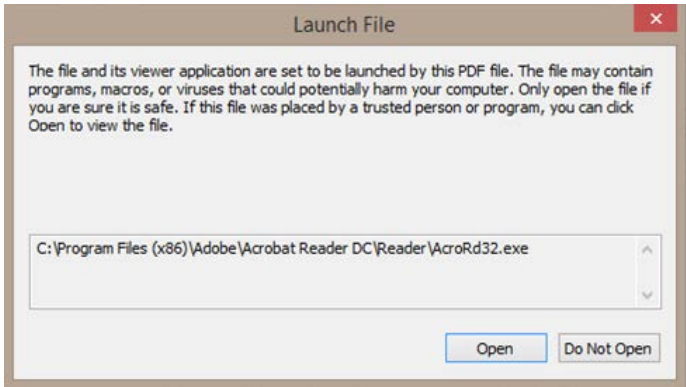 Launch File
The file and its viewer application are set to be launched by this PDF file. The file may contain
programs, macros, or viruses that could potentially harm your computer. Only open the file if
you are sure it is safe. If this file was placed by a trusted person or program, you can click
Open to view the file.
C:\Program Files (x86)\Adobe\Acrobat Reader DC\Reader\AcroRd32.exe
Open
Do Not Open